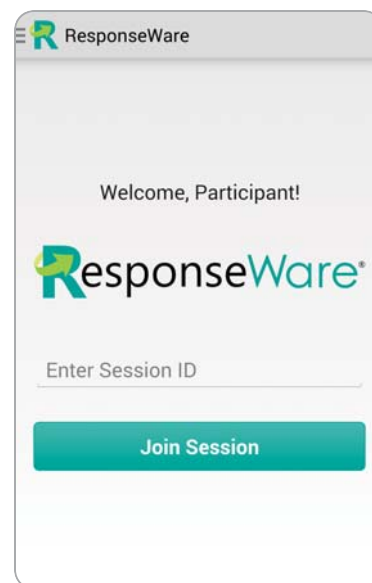 ResponseWare
Welcome, Participant!
ResponseWare®
Enter Session ID
Join Session